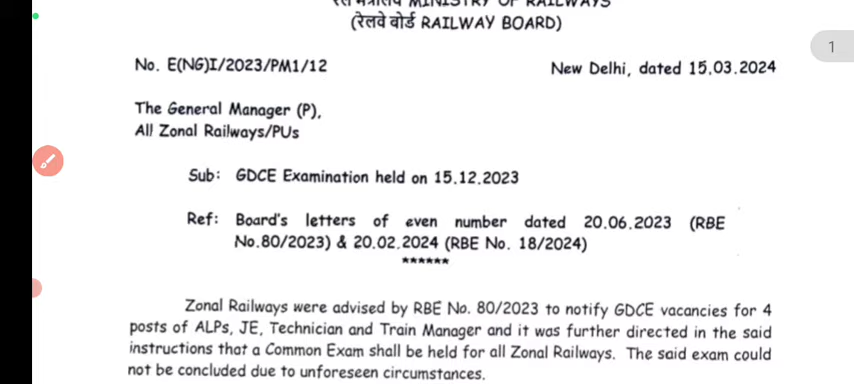 MINISTRY OF RAILWAYS
(रेलवे बोर्ड RAILWAY BOARD)
No. E(NG)I/2023/PM1/12
New Delhi, dated 15.03.2024
1
The General Manager (P),
All Zonal Railways/PUs
Sub: GDCE Examination held on 15.12.2023
Ref: Board's letters of even number dated 20.06.2023 (RBE
No.80/2023) & 20.02.2024 (RBE No. 18/2024)
******
Zonal Railways were advised by RBE No. 80/2023 to notify GDCE vacancies for 4
posts of ALPs, JE, Technician and Train Manager and it was further directed in the said
instructions that a Common Exam shall be held for all Zonal Railways. The said exam could
not be concluded due to unforeseen circumstances.